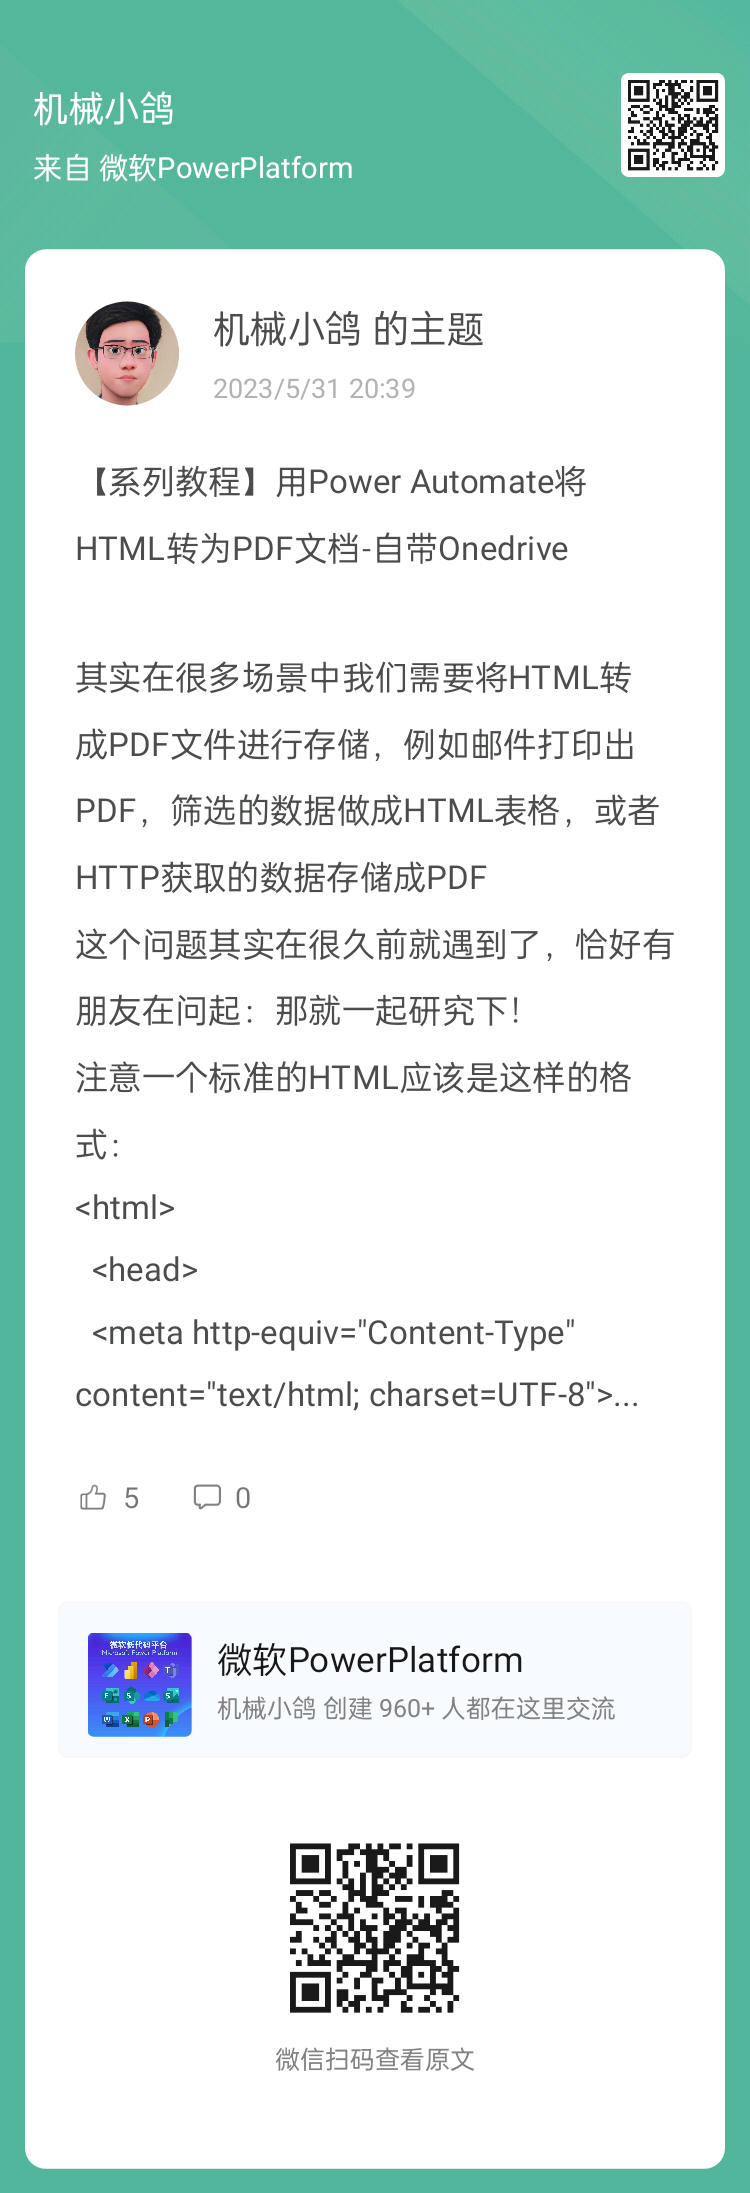 机械小鸽
来自 微软PowerPlatform
机械小鸽 的主题
2023/5/31 20:39
【系列教程】用Power Automate将
HTML转为PDF文档-自带Onedrive
其实在很多场景中我们需要将HTML转
成PDF文件进行存储，例如邮件打印出
PDF，筛选的数据做成HTML表格，或者
HTTP获取的数据存储成PDF
这个问题其实在很久前就遇到了，恰好有
朋友在问起：那就一起研究下！
注意一个标准的HTML应该是这样的格
式：
<html>
<head>
<meta http-equiv="Content-Type"
content="text/html; charset=UTF-8">...
5 0
微软低代码平台
Microsoft Power Platform
微软PowerPlatform
机械小鸽 创建 960+ 人都在这里交流
微信扫码查看原文